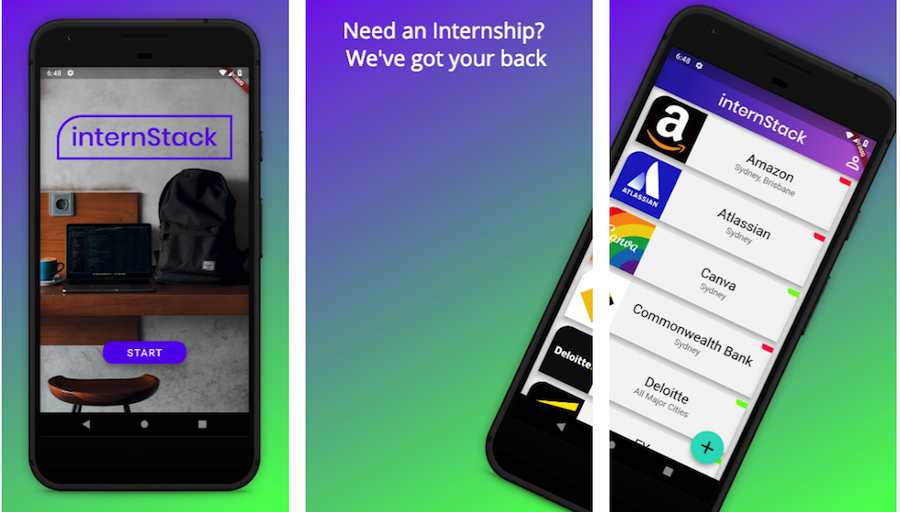 6:48
internStack
START
Need an Internship?
We've got your back
6:48
internStack
a
Amazon
Sydney, Brisbane
ATLASSIAN
Atlassian
Sydney
Canva
Canva
Sydney
Commonwealth Bank
Sydney
Deloitte.
Deloitte
All Major Cities